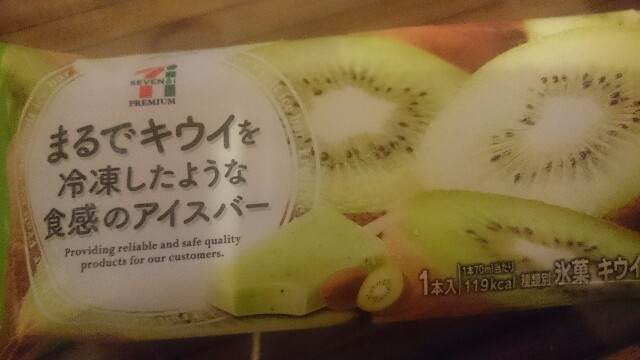 SEVEN&i
PREMIUM
まるでキウイを
冷凍したような
食感のアイスバー
Providing reliable and safe quality
products for our customers.
1本入
1本70ml当たり
119kcal
種類別 氷菓 キウイ